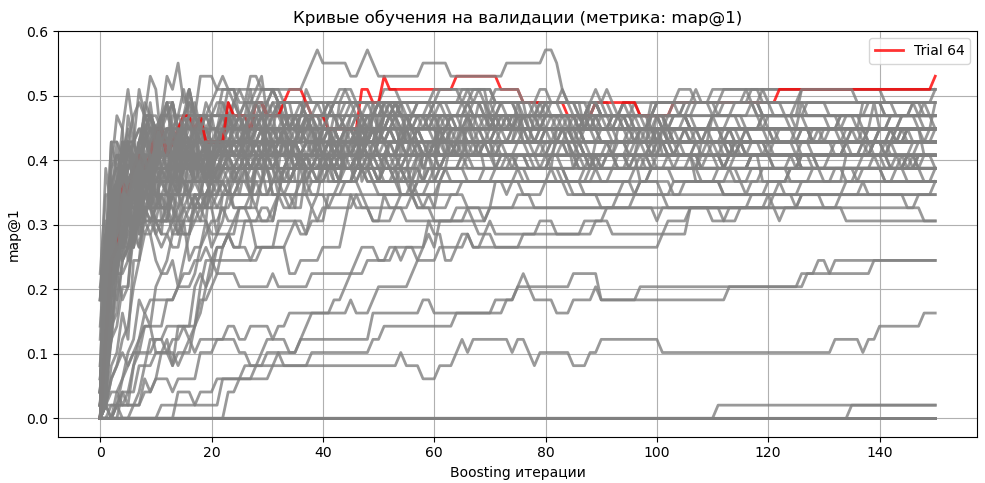 Кривые обучения на валидации (метрика: map@1)
Trial 64
map@1
0.6
0.5
0.4
0.3
0.2
0.1
0.0
0 20 40 60 80 100 120 140
Boosting итерации